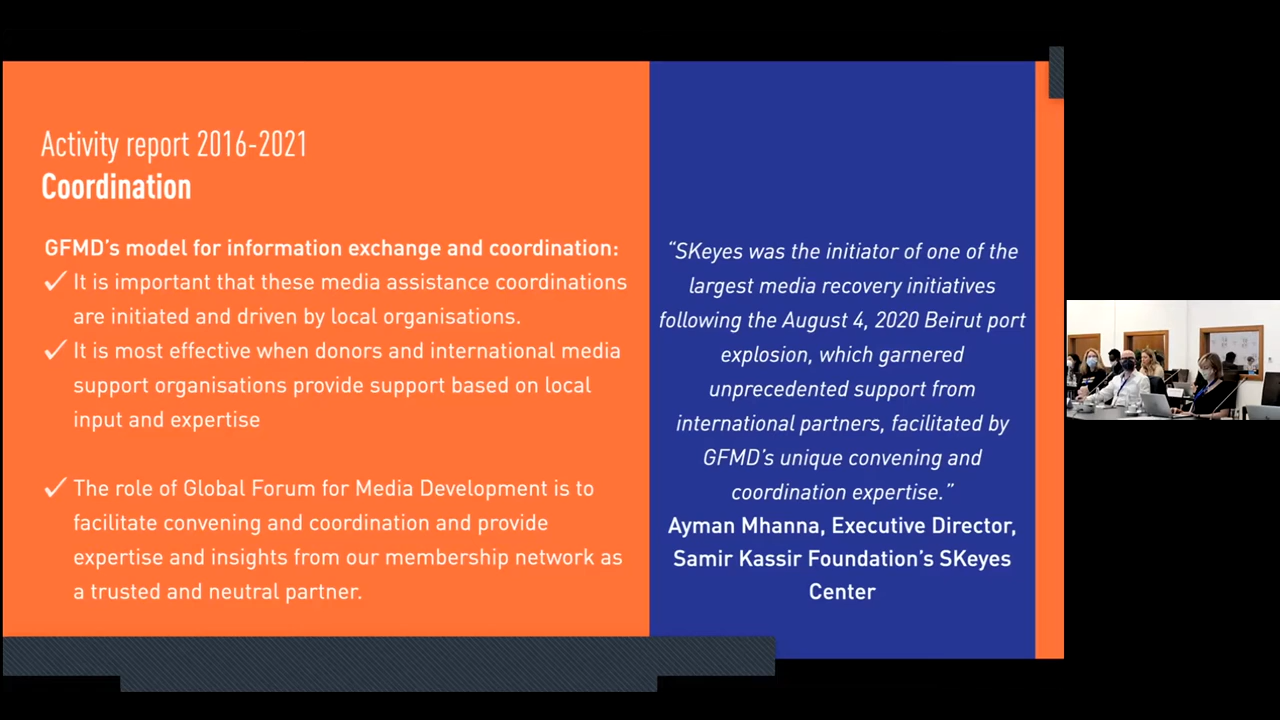 Activity report 2016-2021
Coordination
GFMD’s model for information exchange and coordination:
It is important that these media assistance coordinations
are initiated and driven by local organisations.
It is most effective when donors and international media
support organisations provide support based on local
input and expertise
The role of Global Forum for Media Development is to
facilitate convening and coordination and provide
expertise and insights from our membership network as
a trusted and neutral partner.
“SKeyes was the initiator of one of the
largest media recovery initiatives
following the August 4, 2020 Beirut port
explosion, which garnered
unprecedented support from
international partners, facilitated by
GFMD’s unique convening and
coordination expertise.”
Ayman Mhanna, Executive Director,
Samir Kassir Foundation’s SKeyes
Center